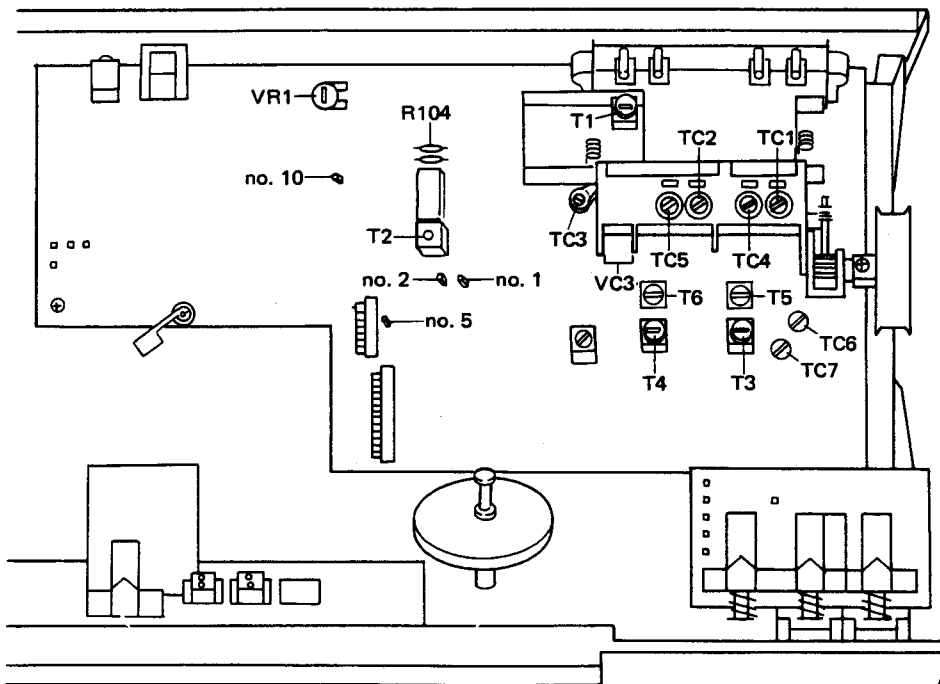 VR1
R104
T1
TC2
TC1
no. 10
T2
TC3
TC5
TC4
no. 2
no. 1
VC3
T6
T5
no. 5
TC6
TC7
T4
T3